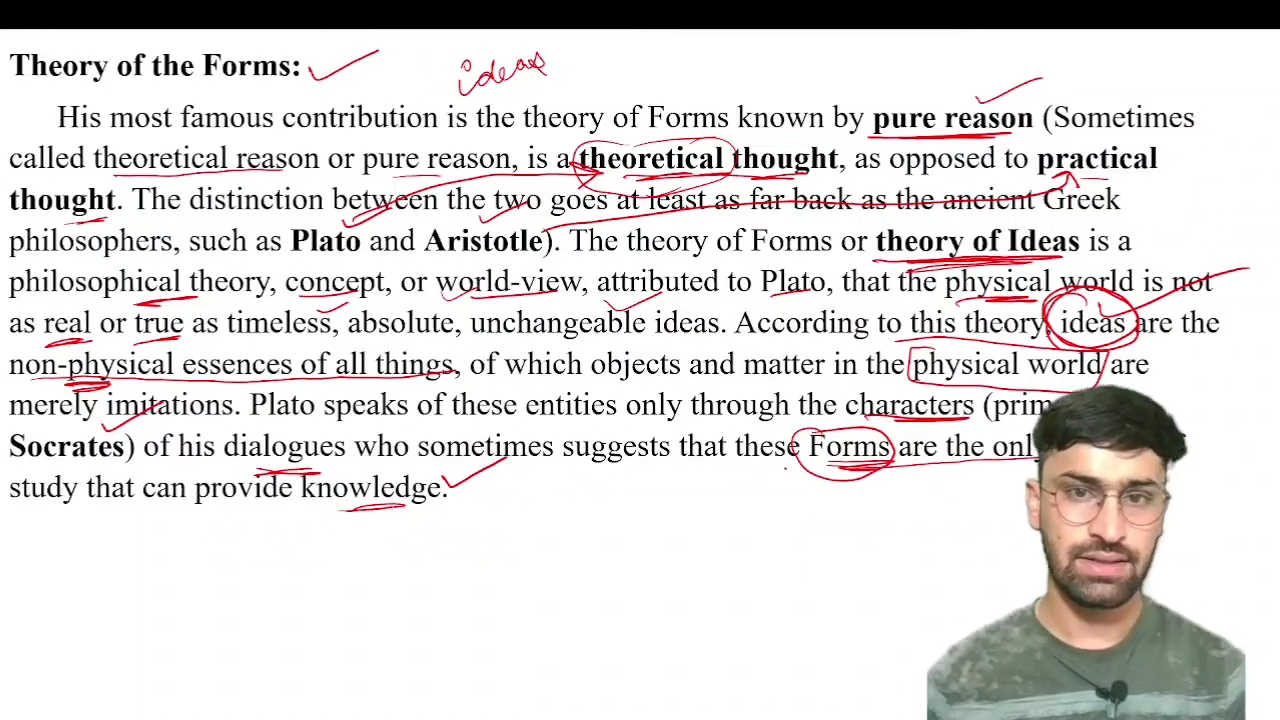 Theory of the Forms:
ideas
His most famous contribution is the theory of Forms known by pure reason (Sometimes
called theoretical reason or pure reason, is a theoretical thought, as opposed to practical
thought. The distinction between the two goes at least as far back as the ancient Greek
philosophers, such as Plato and Aristotle). The theory of Forms or theory of Ideas is a
philosophical theory, concept, or world-view, attributed to Plato, that the physical world is not
as real or true as timeless, absolute, unchangeable ideas. According to this theory, ideas are the
non-physical essences of all things, of which objects and matter in the physical world are
merely imitations. Plato speaks of these entities only through the characters
Socrates) of his dialogues who sometimes suggests that these Forms are the
study that can provide knowledge.